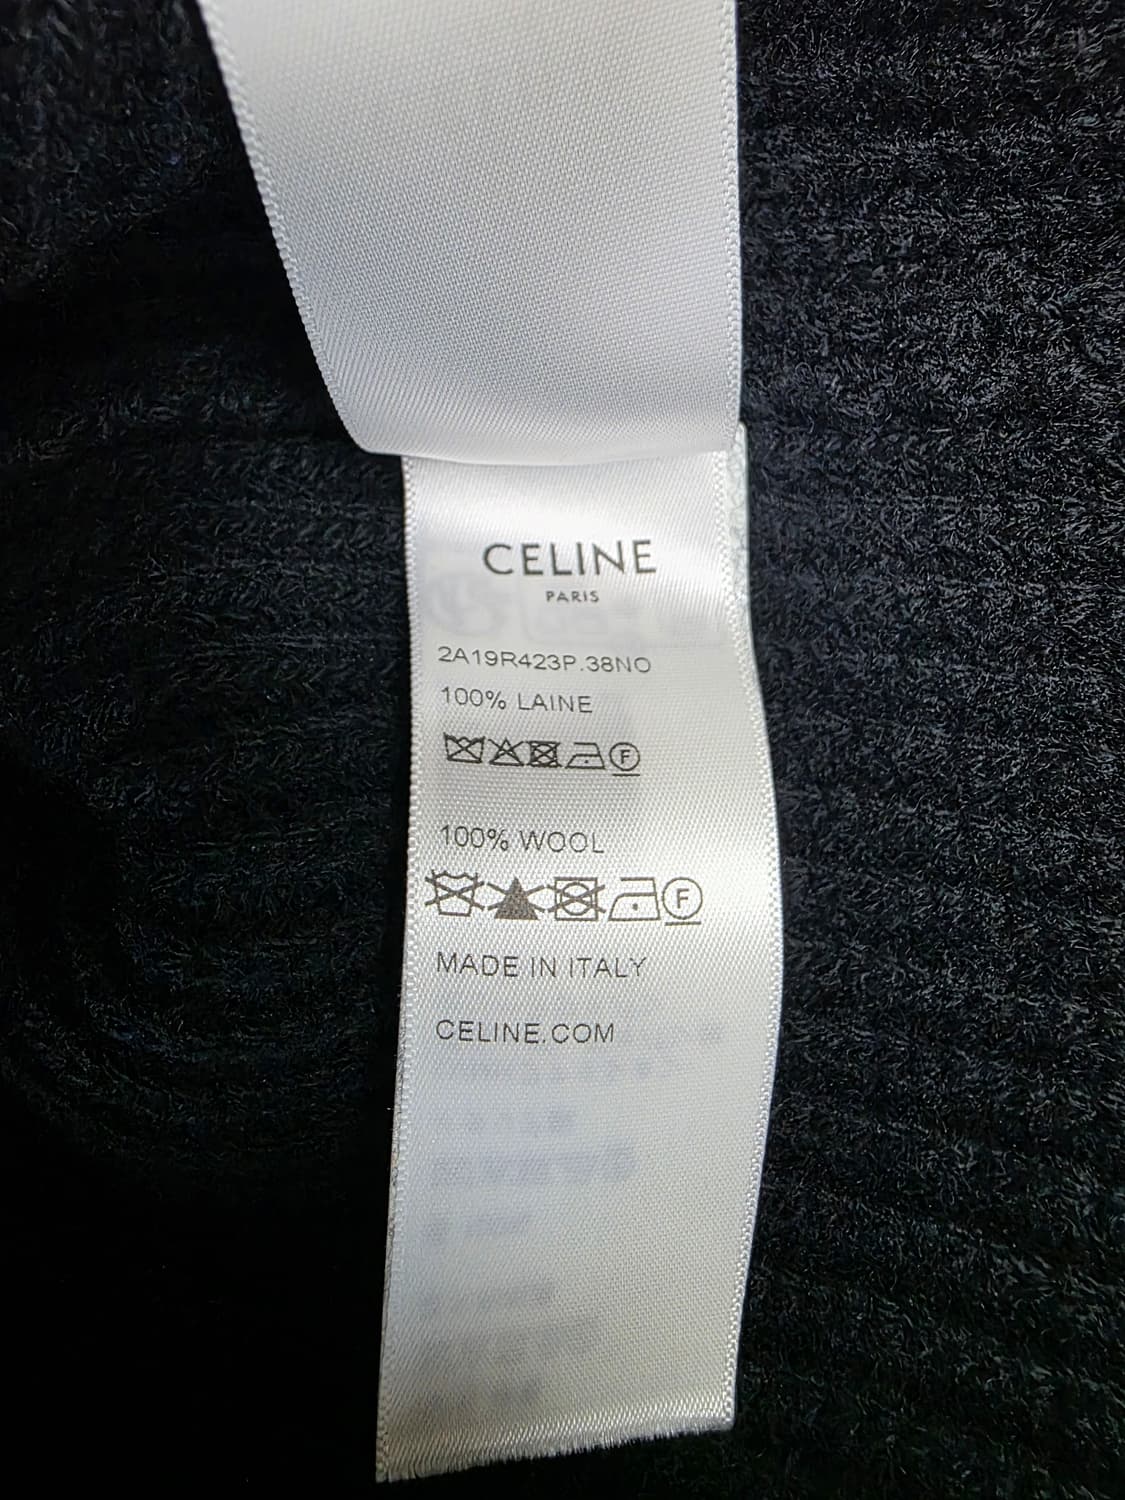 CELINE
PARIS
2A19R423P.38NO
100% LAINE
F
100% WOOL
F
MADE IN ITALY
CELINE.COM